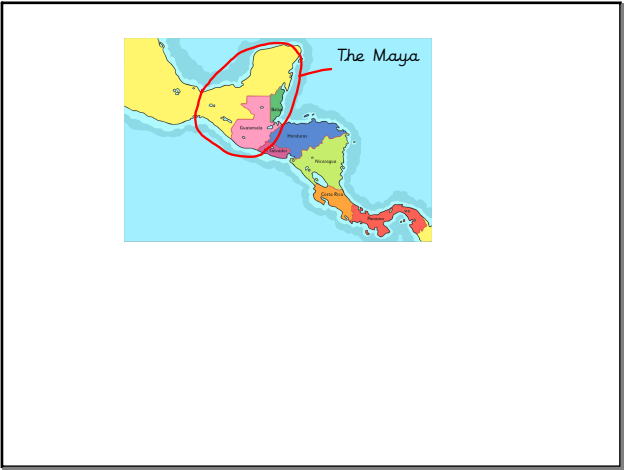 The Maya
Belize
Guatemala
Honduras
Salvador
Nicaragua
Costa Rica
Panama